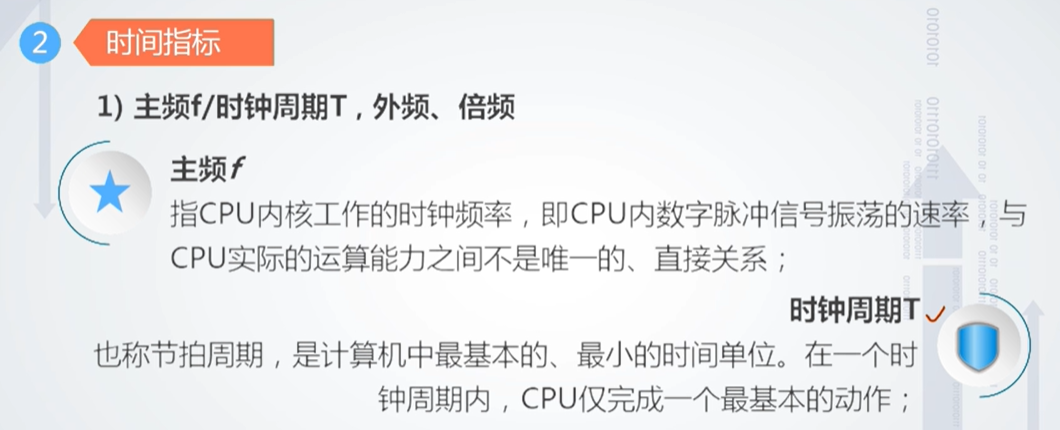 2 时间指标
1) 主频f/时钟周期T，外频、倍频
主频f
指CPU内核工作的时钟频率，即CPU内数字脉冲信号振荡的速率，与
CPU实际的运算能力之间不是唯一的、直接关系；
时钟周期T
也称节拍周期，是计算机中最基本的、最小的时间单位。在一个时
钟周期内，CPU仅完成一个最基本的动作；